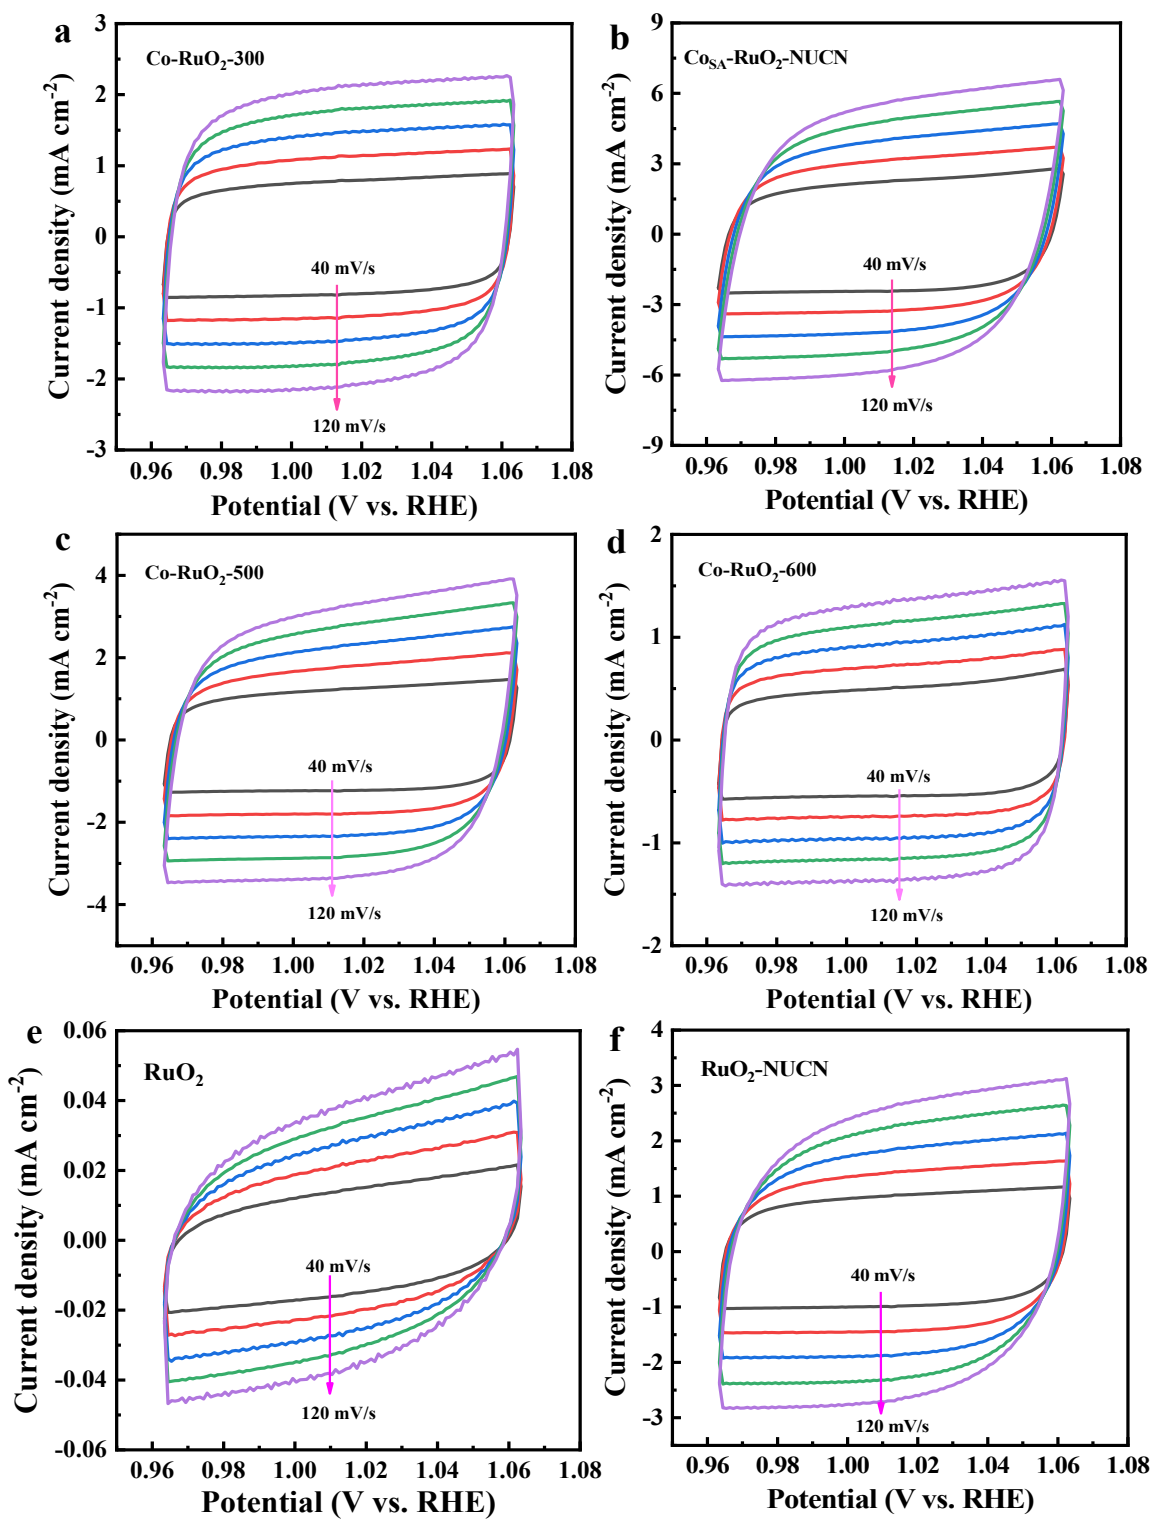 a
Co-RuO2-300
3
2
1
0
-1
-2
-3
40 mV/s
120 mV/s
0.96 0.98 1.00 1.02 1.04 1.06 1.08
Potential (V vs. RHE)
Current density (mA cm-2)
b
CoSA-RuO2-NUCN
9
6
3
0
-3
-6
-9
40 mV/s
120 mV/s
0.96 0.98 1.00 1.02 1.04 1.06 1.08
Potential (V vs. RHE)
Current density (mA cm-2)
c
Co-RuO2-500
4
2
0
-2
-4
40 mV/s
120 mV/s
0.96 0.98 1.00 1.02 1.04 1.06 1.08
Potential (V vs. RHE)
Current density (mA cm-2)
d
Co-RuO2-600
2
1
0
-1
-2
40 mV/s
120 mV/s
0.96 0.98 1.00 1.02 1.04 1.06 1.08
Potential (V vs. RHE)
Current density (mA cm-2)
e
RuO2
0.06
0.04
0.02
0.00
-0.02
-0.04
-0.06
40 mV/s
120 mV/s
0.96 0.98 1.00 1.02 1.04 1.06 1.08
Potential (V vs. RHE)
Current density (mA cm-2)
f
RuO2-NUCN
4
3
2
1
0
-1
-2
-3
40 mV/s
120 mV/s
0.96 0.98 1.00 1.02 1.04 1.06 1.08
Potential (V vs. RHE)
Current density (mA cm-2)